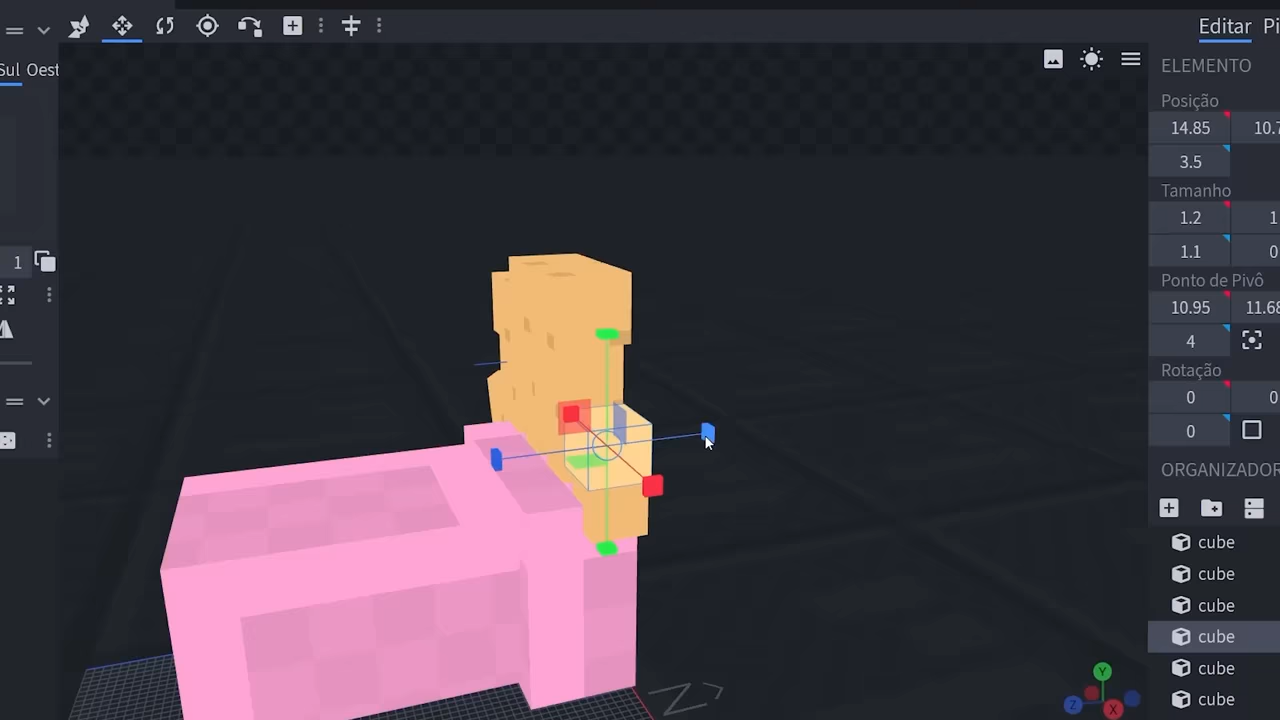 Editar Pi
Sul Oest
ELEMENTO
Posição
14.85 10.7
3.5
Tamanho
1.2 1
1.1 0
1
Ponto de Pivô
10.95 11.68
4
Rotação
0 0
0
ORGANIZADOR
cube
cube
cube
cube
cube
cube
Y
Z X